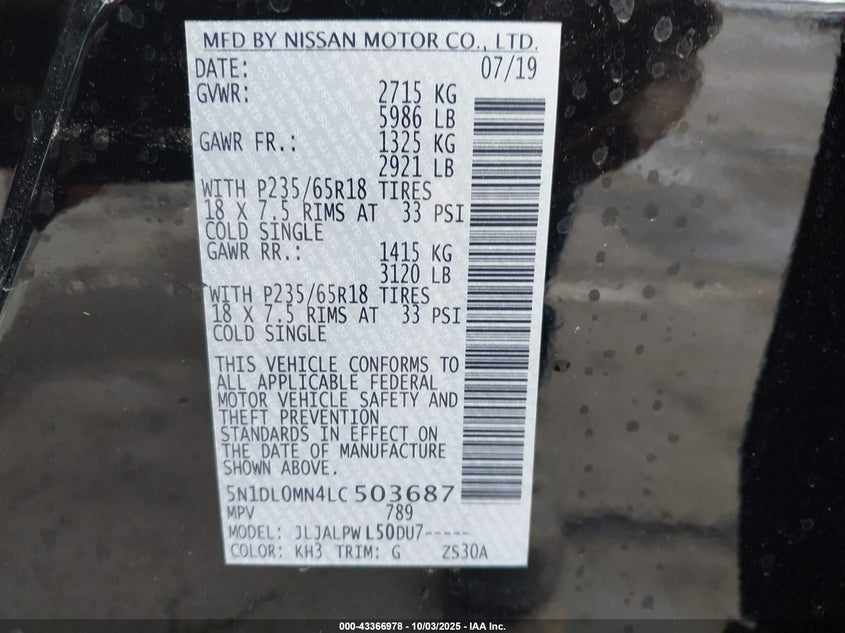 MFD BY NISSAN MOTOR CO., LTD.
DATE: 07/19
GVWR: 2715 KG
5986 LB
GAWR FR.: 1325 KG
2921 LB
WITH P235/65R18 TIRES
18 X 7.5 RIMS AT 33 PSI
COLD SINGLE
GAWR RR.: 1415 KG
3120 LB
WITH P235/65R18 TIRES
18 X 7.5 RIMS AT 33 PSI
COLD SINGLE
THIS VEHICLE CONFORMS TO
ALL APPLICABLE FEDERAL
MOTOR VEHICLE SAFETY AND
THEFT PREVENTION
STANDARDS IN EFFECT ON
THE DATE OF MANUFACTURE
SHOWN ABOVE.
5N1DL0MN4LC503687
MPV 789
MODEL: JLJALPWL50DU7-----
COLOR: KH3 TRIM: G ZS30A
000-43366978 - 10/03/2025 - IAA Inc.